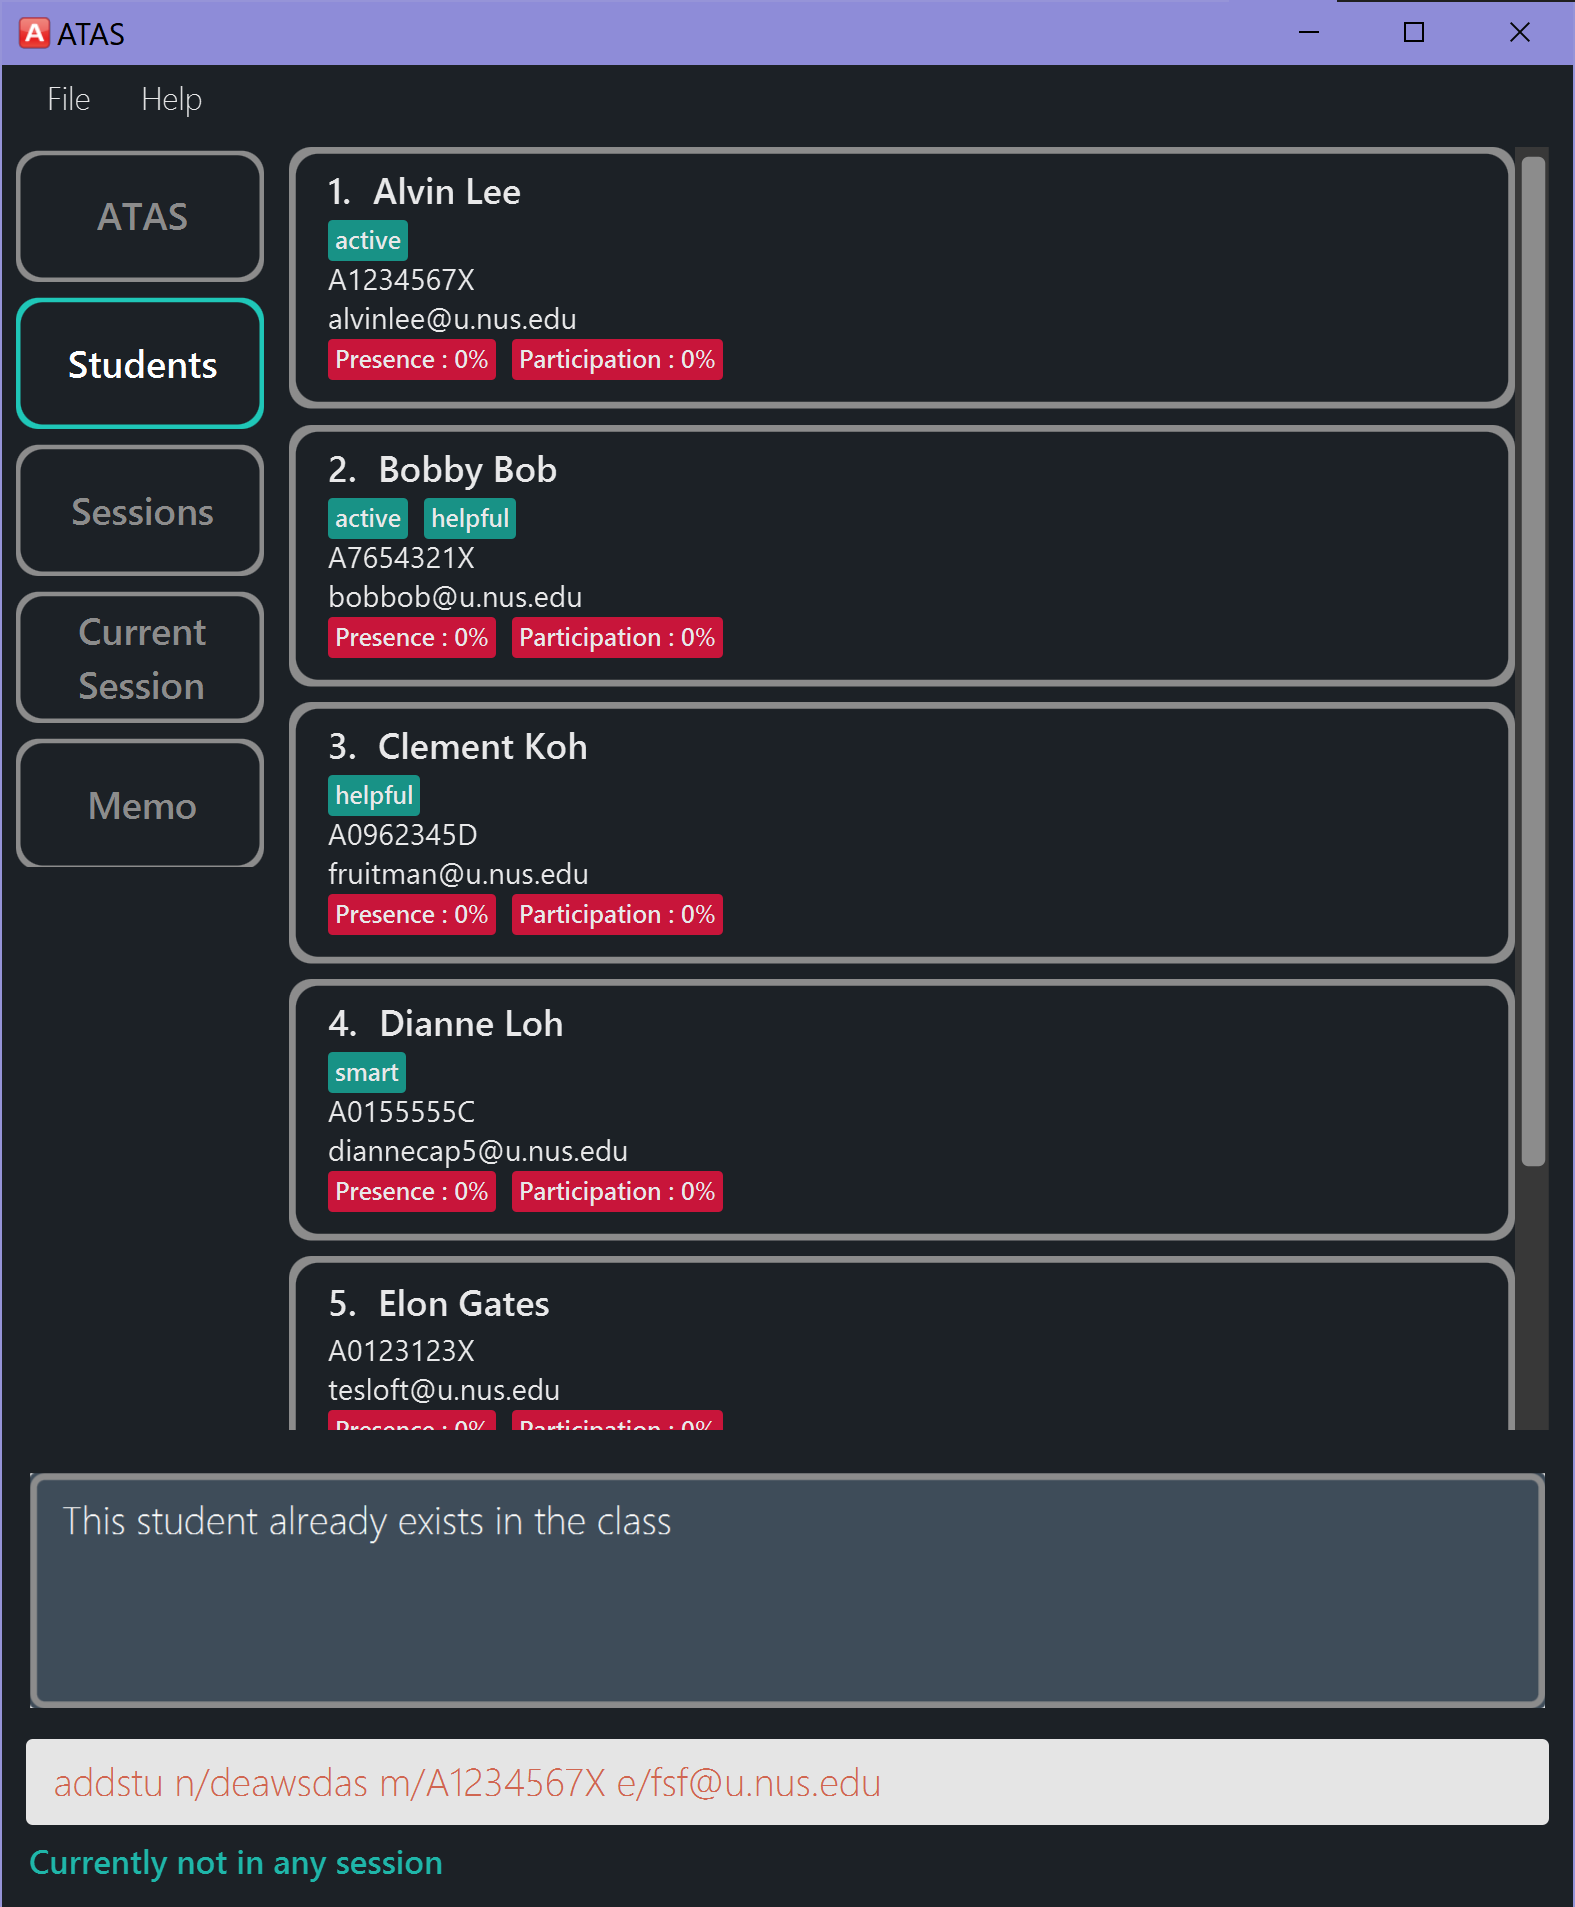 A ATAS
File Help
ATAS
Students
Sessions
Current
Session
Memo
1. Alvin Lee
active
A1234567X
alvinlee@u.nus.edu
Presence : 0% Participation : 0%
2. Bobby Bob
active helpful
A7654321X
bobbob@u.nus.edu
Presence : 0% Participation : 0%
3. Clement Koh
helpful
A0962345D
fruitman@u.nus.edu
Presence : 0% Participation : 0%
4. Dianne Loh
smart
A0155555C
diannecap5@u.nus.edu
Presence : 0% Participation : 0%
5. Elon Gates
A0123123X
tesloft@u.nus.edu
Presence : 0% Participation : 0%
This student already exists in the class
addstu n/deawsdas m/A1234567X e/fsf@u.nus.edu
Currently not in any session